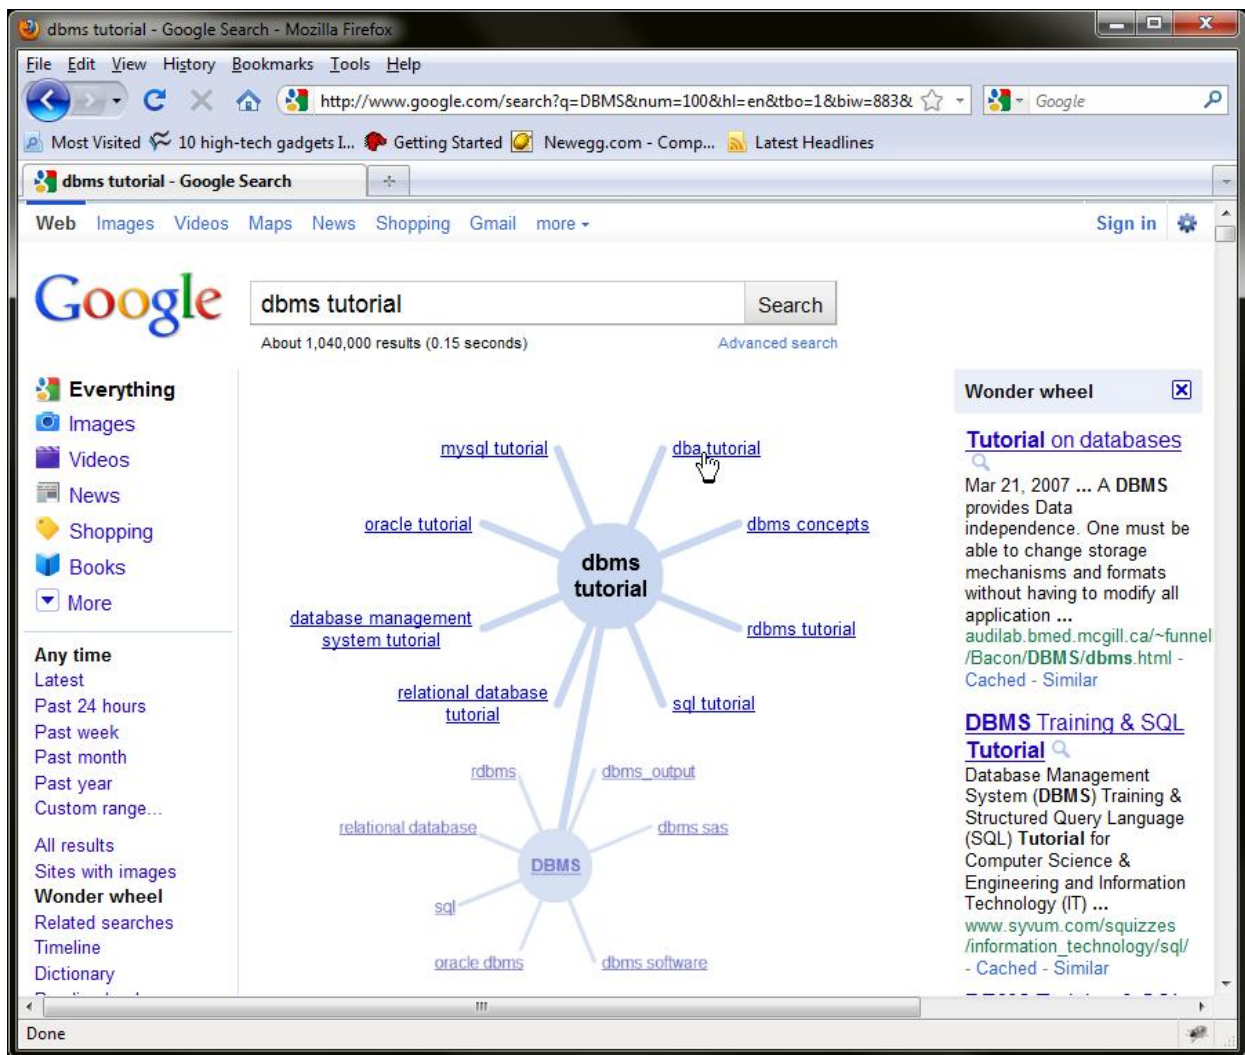 dbms tutorial - Google Search - Mozilla Firefox
File Edit View History Bookmarks Tools Help
http://www.google.com/search?q=DBMS&num=100&hl=en&tbo=1&biw=883& Google
Most Visited 10 high-tech gadgets I... Getting Started Newegg.com - Comp... Latest Headlines
dbms tutorial - Google Search
Web Images Videos Maps News Shopping Gmail more Sign in
Google dbms tutorial Search
About 1,040,000 results (0.15 seconds) Advanced search
Everything
Images
Videos
News
Shopping
Books
More
Any time
Latest
Past 24 hours
Past week
Past month
Past year
Custom range...
All results
Sites with images
Wonder wheel
Related searches
Timeline
Dictionary
mysql tutorial
dba tutorial
oracle tutorial
dbms concepts
dbms
tutorial
database management
system tutorial
rdbms tutorial
relational database
tutorial
sql tutorial
rdbms
dbms_output
relational database
dbms sas
DBMS
sql
oracle dbms
dbms software
Wonder wheel
Tutorial on databases
Mar 21, 2007 ... A DBMS
provides Data
independence. One must be
able to change storage
mechanisms and formats
without having to modify all
application ...
audilab.bmed.mcgill.ca/~funnel
/Bacon/DBMS/dbms.html -
Cached - Similar
DBMS Training & SQL
Tutorial
Database Management
System (DBMS) Training &
Structured Query Language
(SQL) Tutorial for
Computer Science &
Engineering and Information
Technology (IT) ...
www.syvum.com/squizzes
/information_technology/sql/
- Cached - Similar
Done